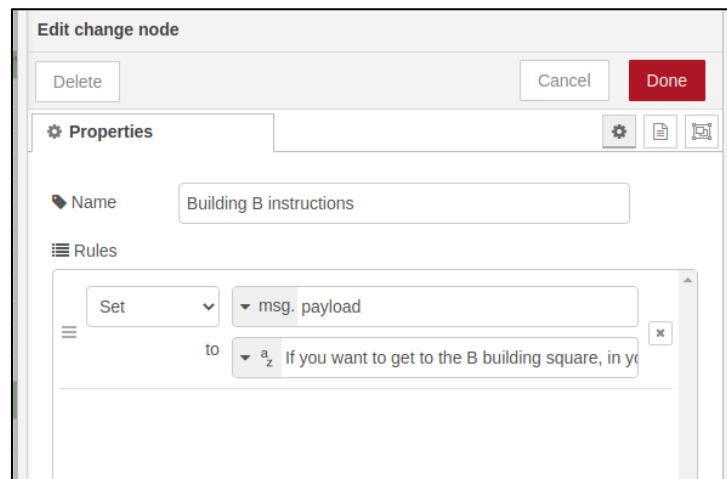 Edit change node
Delete Cancel Done
Properties
Name Building B instructions
Rules
Set msg. payload
to az If you want to get to the B building square, in